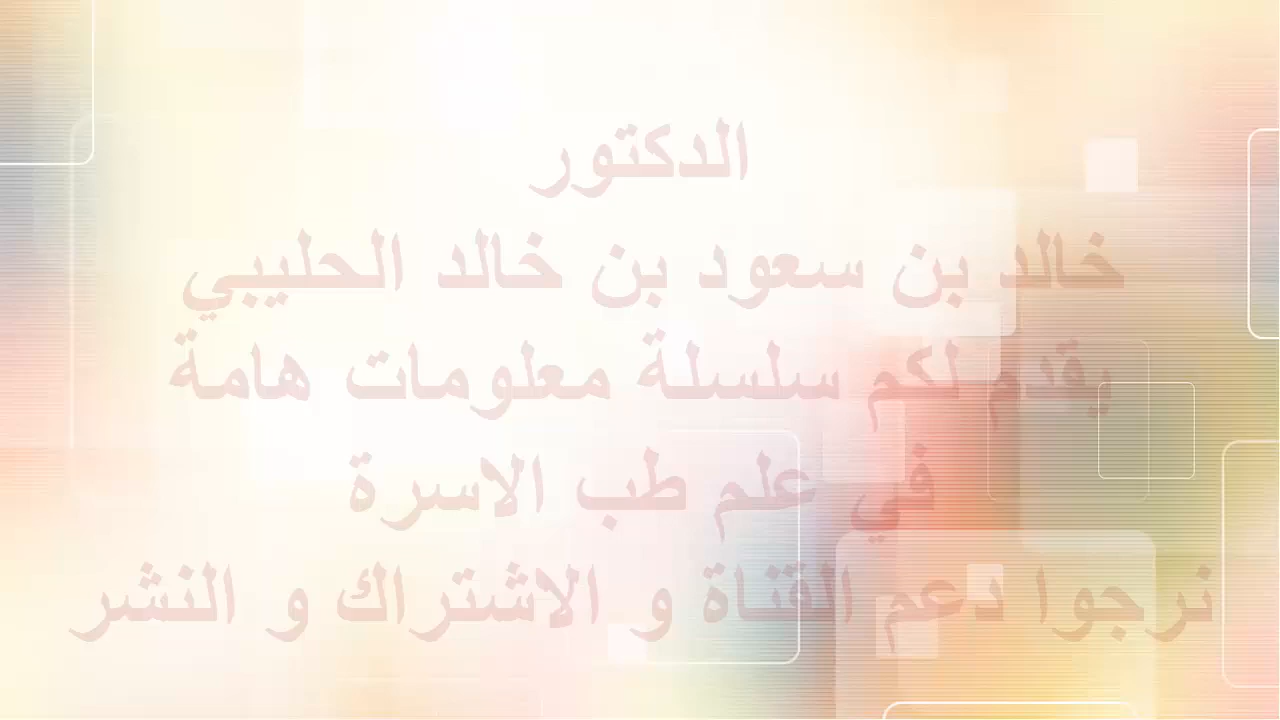 الدكتور
خالد بن سعود بن خالد الحليبي
يقدم لكم سلسلة معلومات هامة
في علم طب الاسرة
نرجوا دعم القناة و الاشتراك و النشر